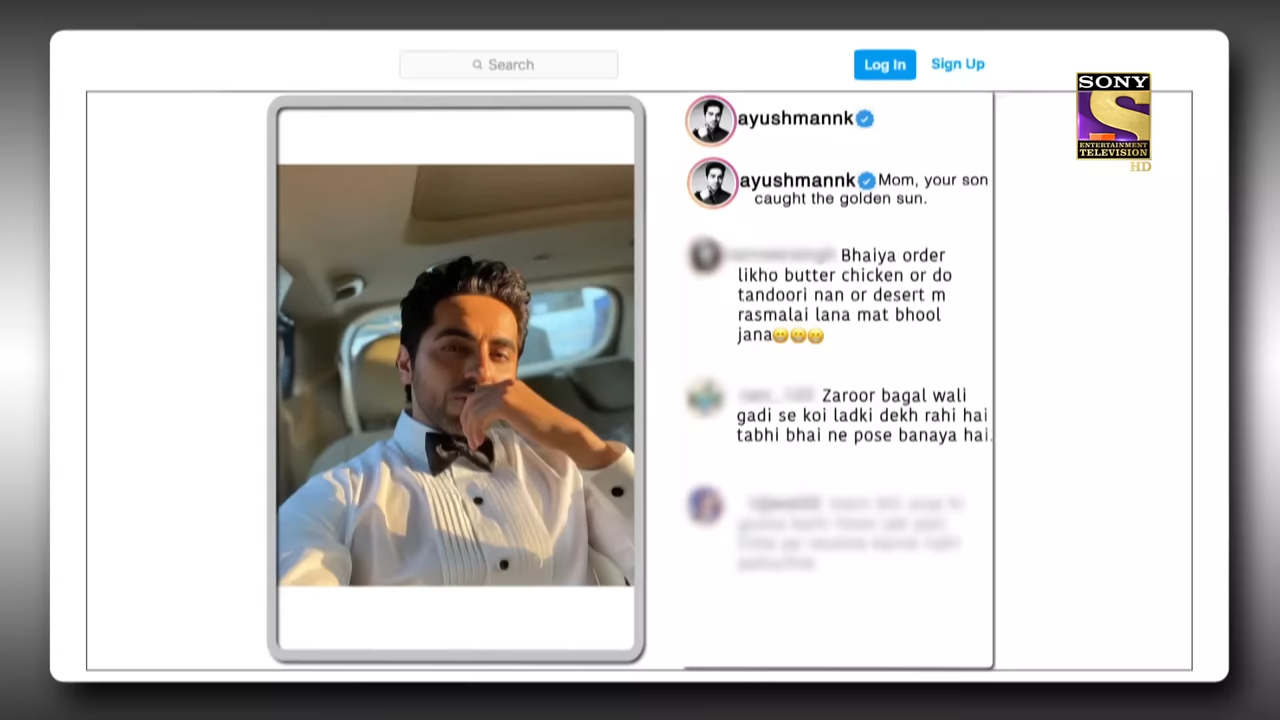 Search
Log In
Sign Up
SONY
S
ENTERTAINMENT
TELEVISION
HD
ayushmannk
ayushmannk Mom, your son
caught the golden sun.
Bhaiya order
likho butter chicken or do
tandoori nan or desert m
rasmalai lana mat bhool
jana😁😁😁
Zaroor bagal wali
gadi se koi ladki dekh rahi hai
tabhi bhai ne pose banaya hai.